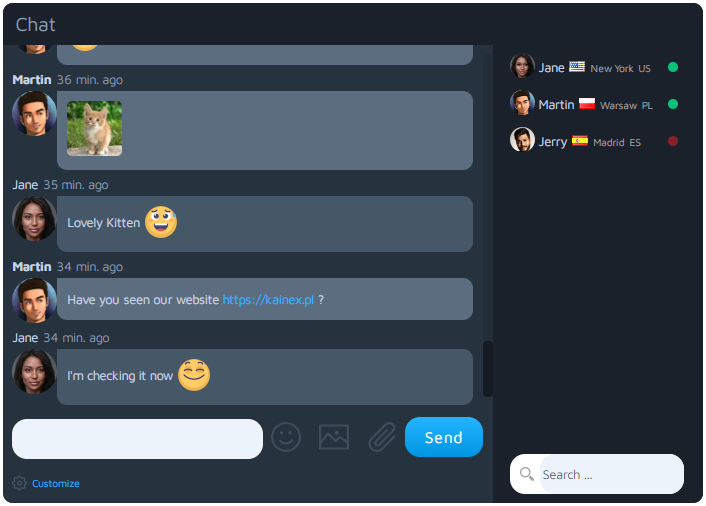 Chat
Martin 36 min. ago
Jane 35 min. ago
Lovely Kitten
Martin 34 min. ago
Have you seen our website https://kainex.pl ?
Jane 34 min. ago
I'm checking it now
Send
Customize
Jane New York US
Martin Warsaw PL
Jerry Madrid ES
Search ...